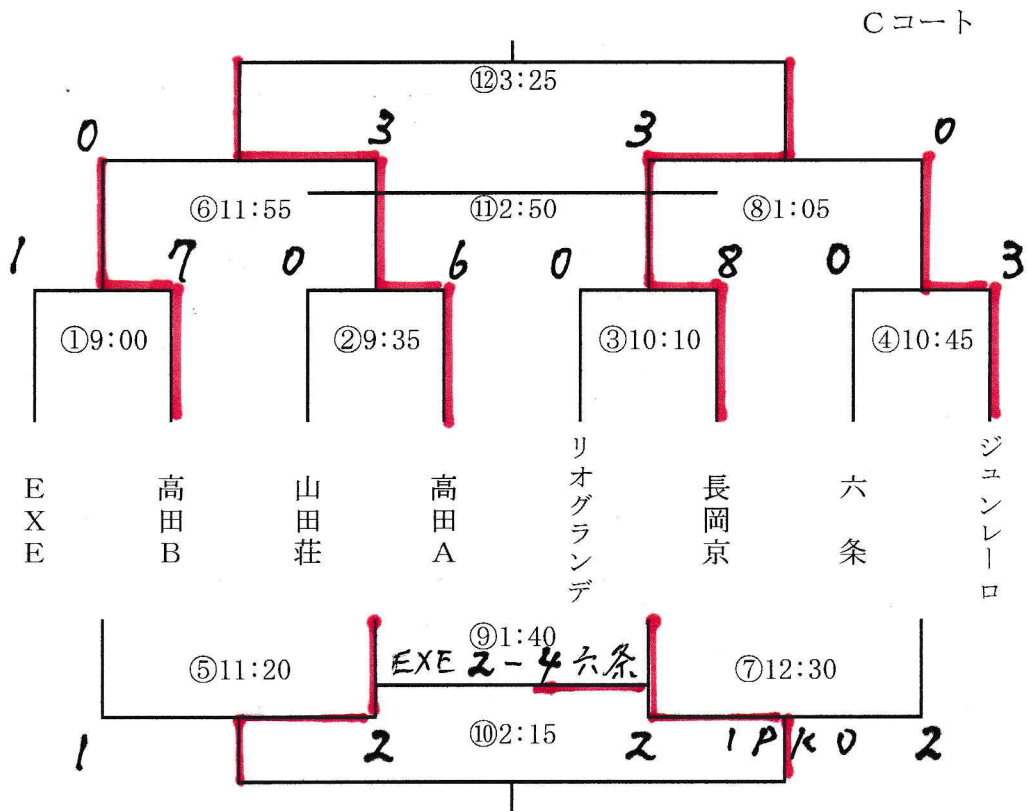 Cコート
⑫3:25
0 3 3 0
⑥11:55 ⑪2:50 ⑧1:05
1 7 0 6 0 8 0 3
①9:00 ②9:35 ③10:10 ④10:45
EXE
高田B
山田荘
高田A
リオグランデ
長岡京
六条
ジュンレーロ
⑨1:40
⑤11:20 EXE 2-4 六条 ⑦12:30
1 2 ⑩2:15 2 1PK0 2